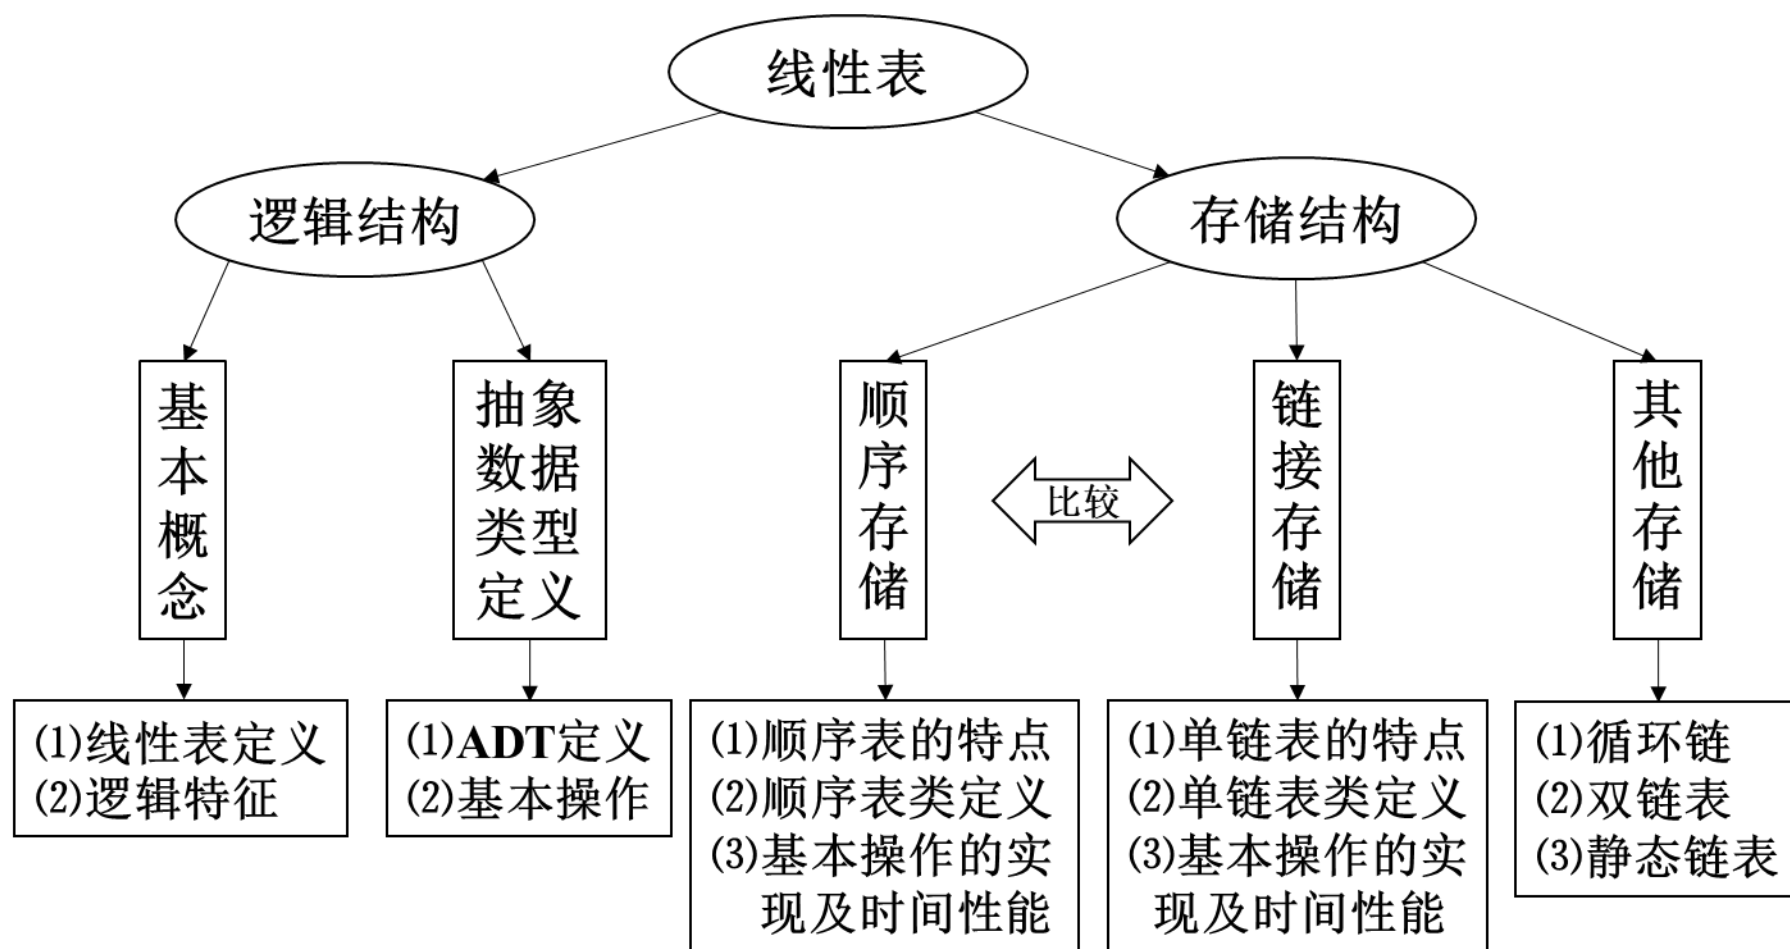 线性表
逻辑结构
存储结构
基
本
概
念
抽象
数据
类型
定义
顺
序
存
储
比较
链
接
存
储
其
他
存
储
⑴线性表定义
⑵逻辑特征
⑴ADT定义
⑵基本操作
⑴顺序表的特点
⑵顺序表类定义
⑶基本操作的实
现及时间性能
⑴单链表的特点
⑵单链表类定义
⑶基本操作的实
现及时间性能
⑴循环链
⑵双链表
⑶静态链表